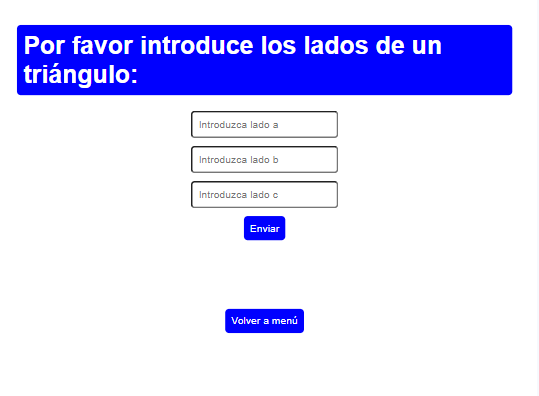 Por favor introduce los lados de un
triángulo:
Introduzca lado a
Introduzca lado b
Introduzca lado c
Enviar
Volver a menú